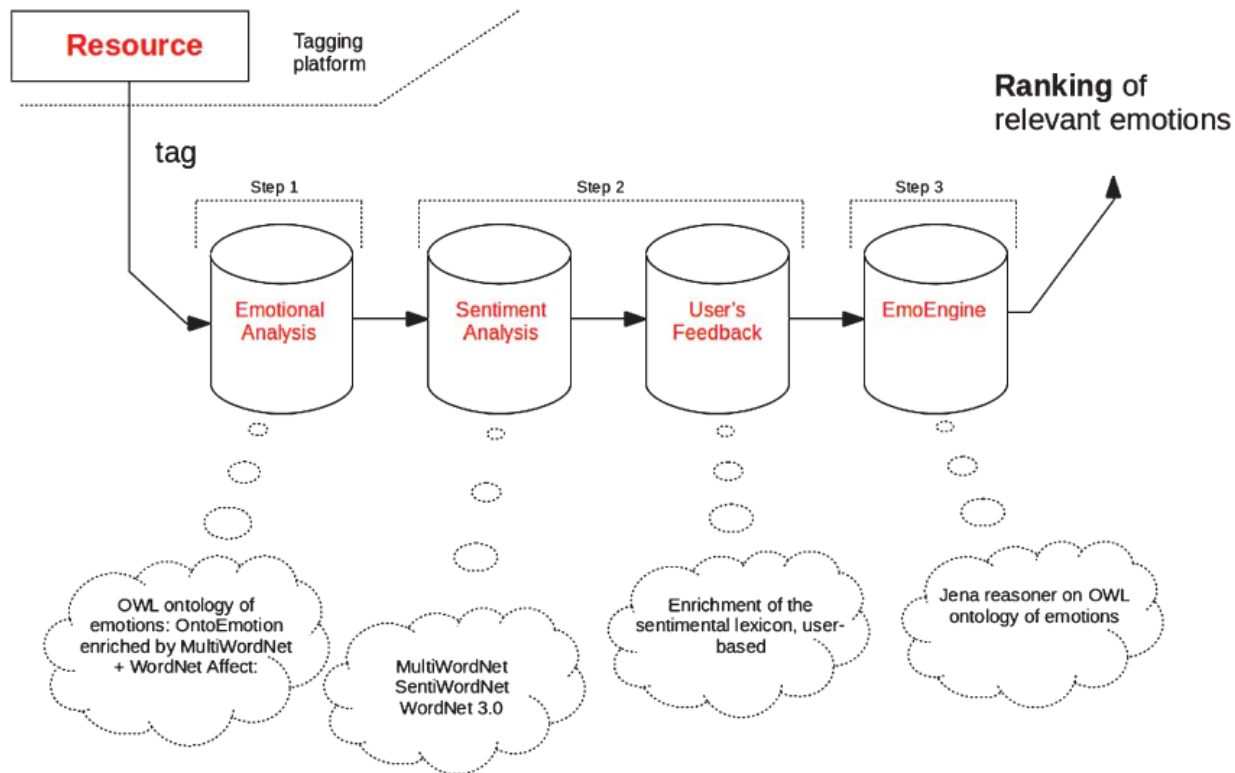 Resource
Tagging
platform
Ranking of
relevant emotions
tag
Step 1
Step 2
Step 3
Emotional
Analysis
Sentiment
Analysis
User's
Feedback
EmoEngine
OWL ontology of
emotions: OntoEmotion
enriched by MultiWordNet
+ WordNet Affect:
MultiWordNet
SentiWordNet
WordNet 3.0
Enrichment of the
sentimental lexicon, user-
based
Jena reasoner on OWL
ontology of emotions